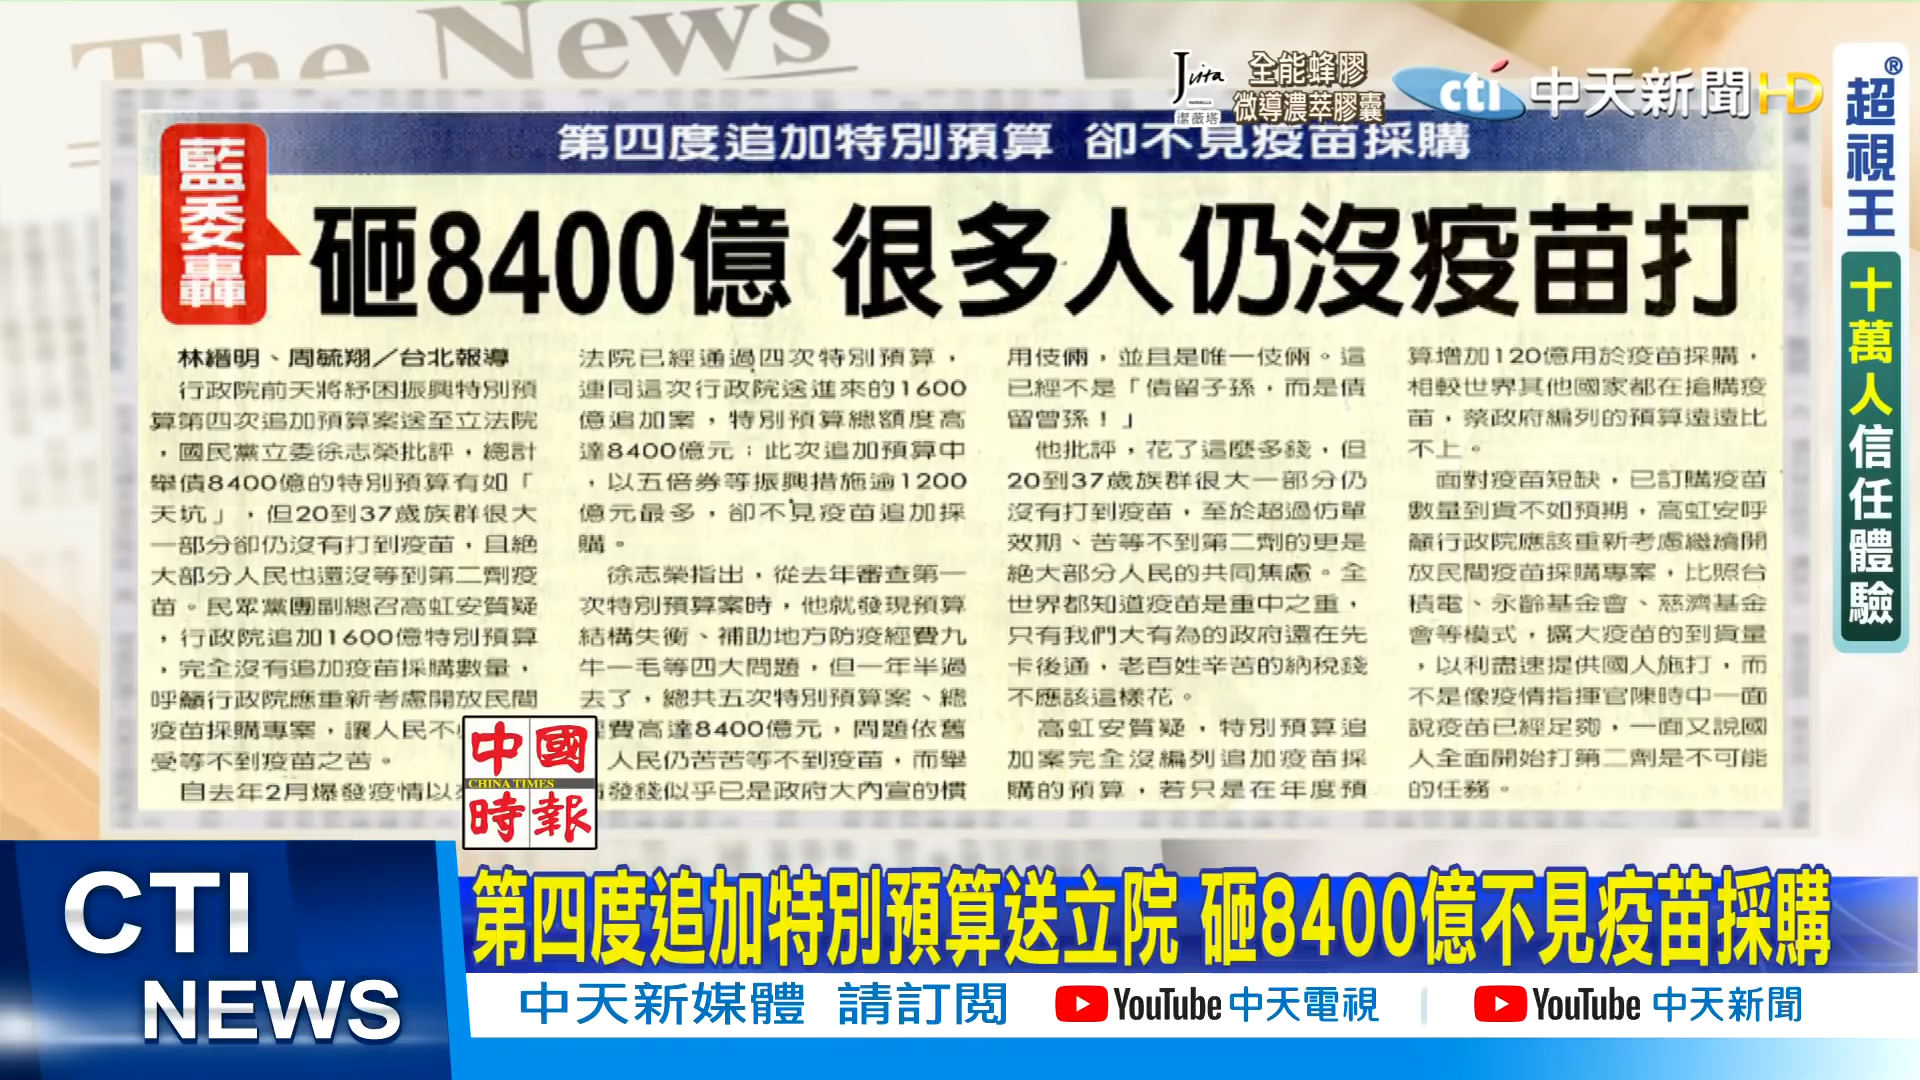 The News
Jvita
潔薇塔
全能蜂膠
微導濃萃膠囊
cti 中天新聞HD
超視王®
十萬人信任體驗
第四度追加特別預算 卻不見疫苗採購
藍委轟
砸8400億 很多人仍沒疫苗打
林縉明、周毓翔／台北報導
行政院前天將紓困振興特別預
算第四次追加預算案送至立法院
，國民黨立委徐志榮批評，總計
舉債8400億的特別預算有如「
天坑」，但20到37歲族群很大
一部分卻仍沒有打到疫苗，且絕
大部分人民也還沒等到第二劑疫
苗。民眾黨團副總召高虹安質疑
，行政院追加1600億特別預算
，完全沒有追加疫苗採購數量，
呼籲行政院應重新考慮開放民間
疫苗採購專案，讓人民不
受等不到疫苗之苦。
自去年2月爆發疫情以
法院已經通過四次特別預算，
連同這次行政院送進來的1600
億追加案，特別預算總額度高
達8400億元；此次追加預算中
，以五倍券等振興措施逾1200
億元最多，卻不見疫苗追加採
購。
徐志榮指出，從去年審查第一
次特別預算案時，他就發現預算
結構失衡、補助地方防疫經費九
牛一毛等四大問題，但一年半過
去了，總共五次特別預算案、總
費高達8400億元，問題依舊
人民仍苦苦等不到疫苗，而舉
發錢似乎已是政府大內宣的慣
用伎倆，並且是唯一伎倆。這
已經不是「債留子孫，而是債
留曾孫！」
他批評，花了這麼多錢，但
20到37歲族群很大一部分仍
沒有打到疫苗，至於超過仿單
效期、苦等不到第二劑的更是
絕大部分人民的共同焦慮。全
世界都知道疫苗是重中之重，
只有我們大有為的政府還在先
卡後通，老百姓辛苦的納稅錢
不應該這樣花。
高虹安質疑，特別預算追
加案完全沒編列追加疫苗採
購的預算，若只是在年度預
算增加120億用於疫苗採購，
相較世界其他國家都在搶購疫
苗，蔡政府編列的預算遠遠比
不上。
面對疫苗短缺，已訂購疫苗
數量到貨不如預期，高虹安呼
籲行政院應該重新考慮繼續開
放民間疫苗採購專案，比照台
積電、永齡基金會、慈濟基金
會等模式，擴大疫苗的到貨量
，以利盡速提供國人施打，而
不是像疫情指揮官陳時中一面
說疫苗已經足夠，一面又說國
人全面開始打第二劑是不可能
的任務。
中國
CHINA TIMES
時報
CTI
NEWS
第四度追加特別預算送立院 砸8400億不見疫苗採購
中天新媒體 請訂閱 YouTube 中天電視 | YouTube 中天新聞